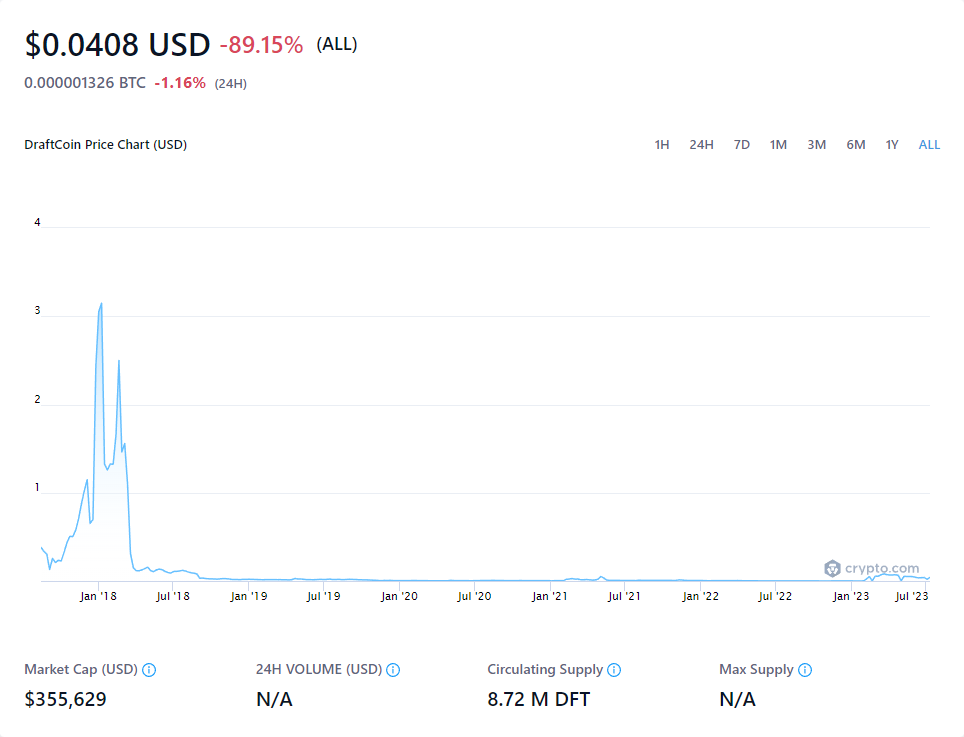 $0.0408 USD -89.15% (ALL)
0.000001326 BTC -1.16% (24H)
DraftCoin Price Chart (USD) 1H 24H 7D 1M 3M 6M 1Y ALL
4
3
2
1
crypto.com
Jan '18 Jul '18 Jan '19 Jul '19 Jan '20 Jul '20 Jan '21 Jul '21 Jan '22 Jul '22 Jan '23 Jul '23
Market Cap (USD) 24H VOLUME (USD) Circulating Supply Max Supply
$355,629 N/A 8.72 M DFT N/A